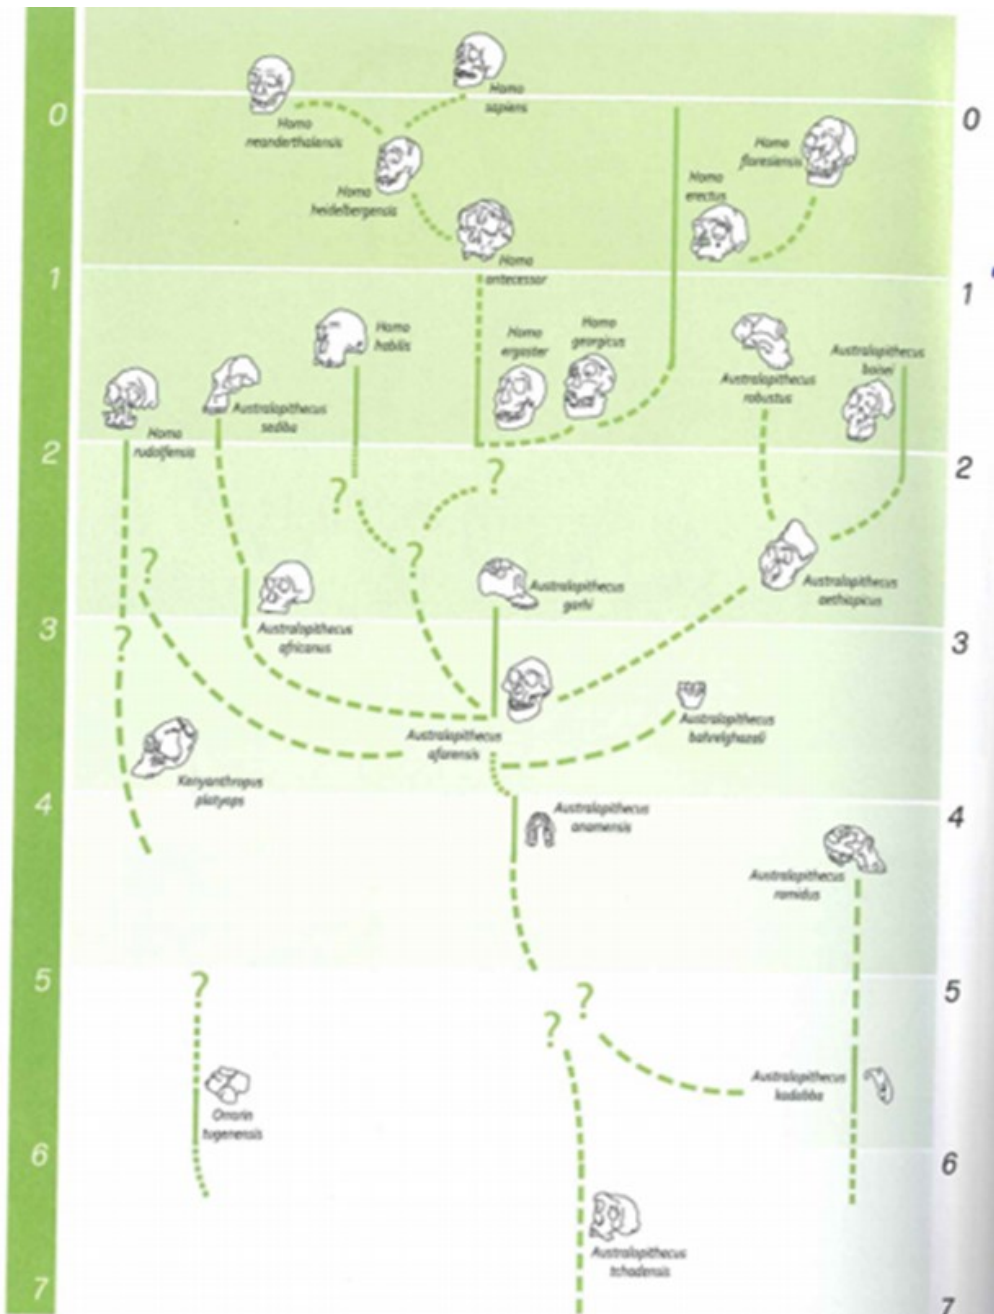 Homo
sapiens
0
Homo
neanderthalensis
0
Homo
floresiensis
Homo
heidelbergensis
Homo
erectus
Homo
antecessor
1
1
Homo
habilis
Homo
ergaster
Homo
georgicus
Australopithecus
robustus
Australopithecus
boisei
Australopithecus
sediba
Homo
rudolfensis
2
2
?
?
?
?
Australopithecus
garhi
Australopithecus
aethiopicus
3
Australopithecus
africanus
?
3
Australopithecus
bahrelghazali
Australopithecus
afarensis
Kenyanthropus
platyops
4
Australopithecus
anamensis
4
Australopithecus
ramidus
5
?
?
5
?
Australopithecus
kadabba
Orrorin
tugenensis
6
6
Australopithecus
tchadensis
7
7